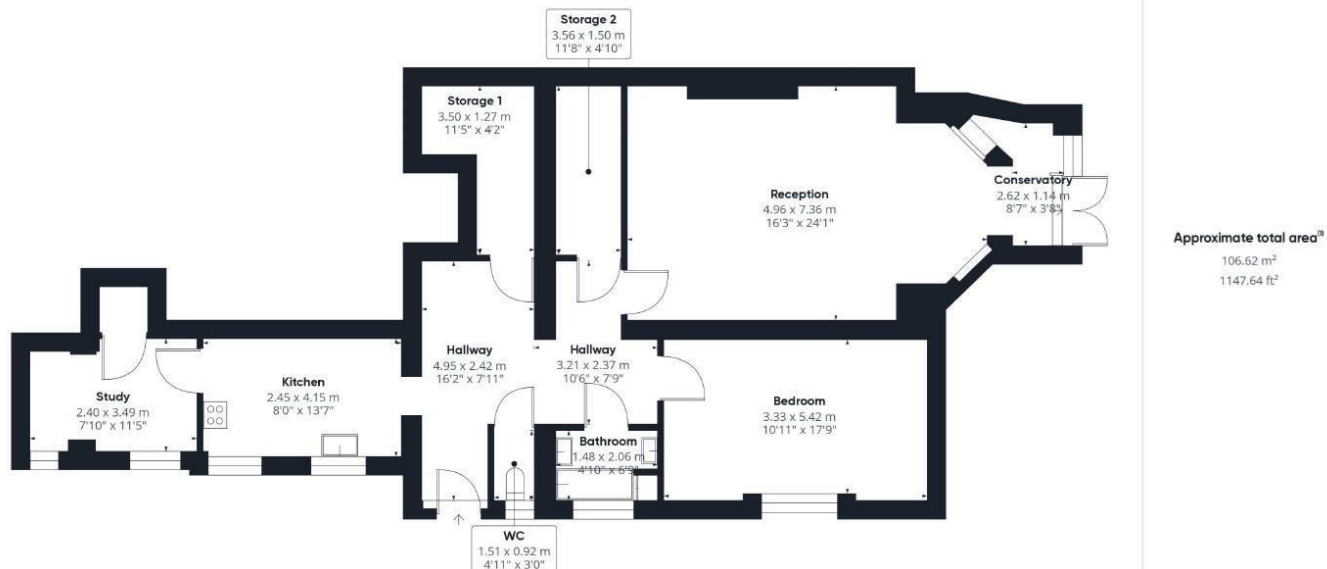 Storage 2
3.56 x 1.50 m
11'8" x 4'10"
Storage 1
3.50 x 1.27 m
11'5" x 4'2"
Reception
4.96 x 7.36 m
16'3" x 24'1"
Conservatory
2.62 x 1.14 m
8'7" x 3'8"
Approximate total area
106.62 m²
1147.64 ft²
Hallway
4.95 x 2.42 m
16'2" x 7'11"
Hallway
3.21 x 2.37 m
10'6" x 7'9"
Kitchen
2.45 x 4.15 m
8'0" x 13'7"
Study
2.40 x 3.49 m
7'10" x 11'5"
Bedroom
3.33 x 5.42 m
10'11" x 17'9"
Bathroom
1.48 x 2.06 m
4'10" x 6'9"
WC
1.51 x 0.92 m
4'11" x 3'0"